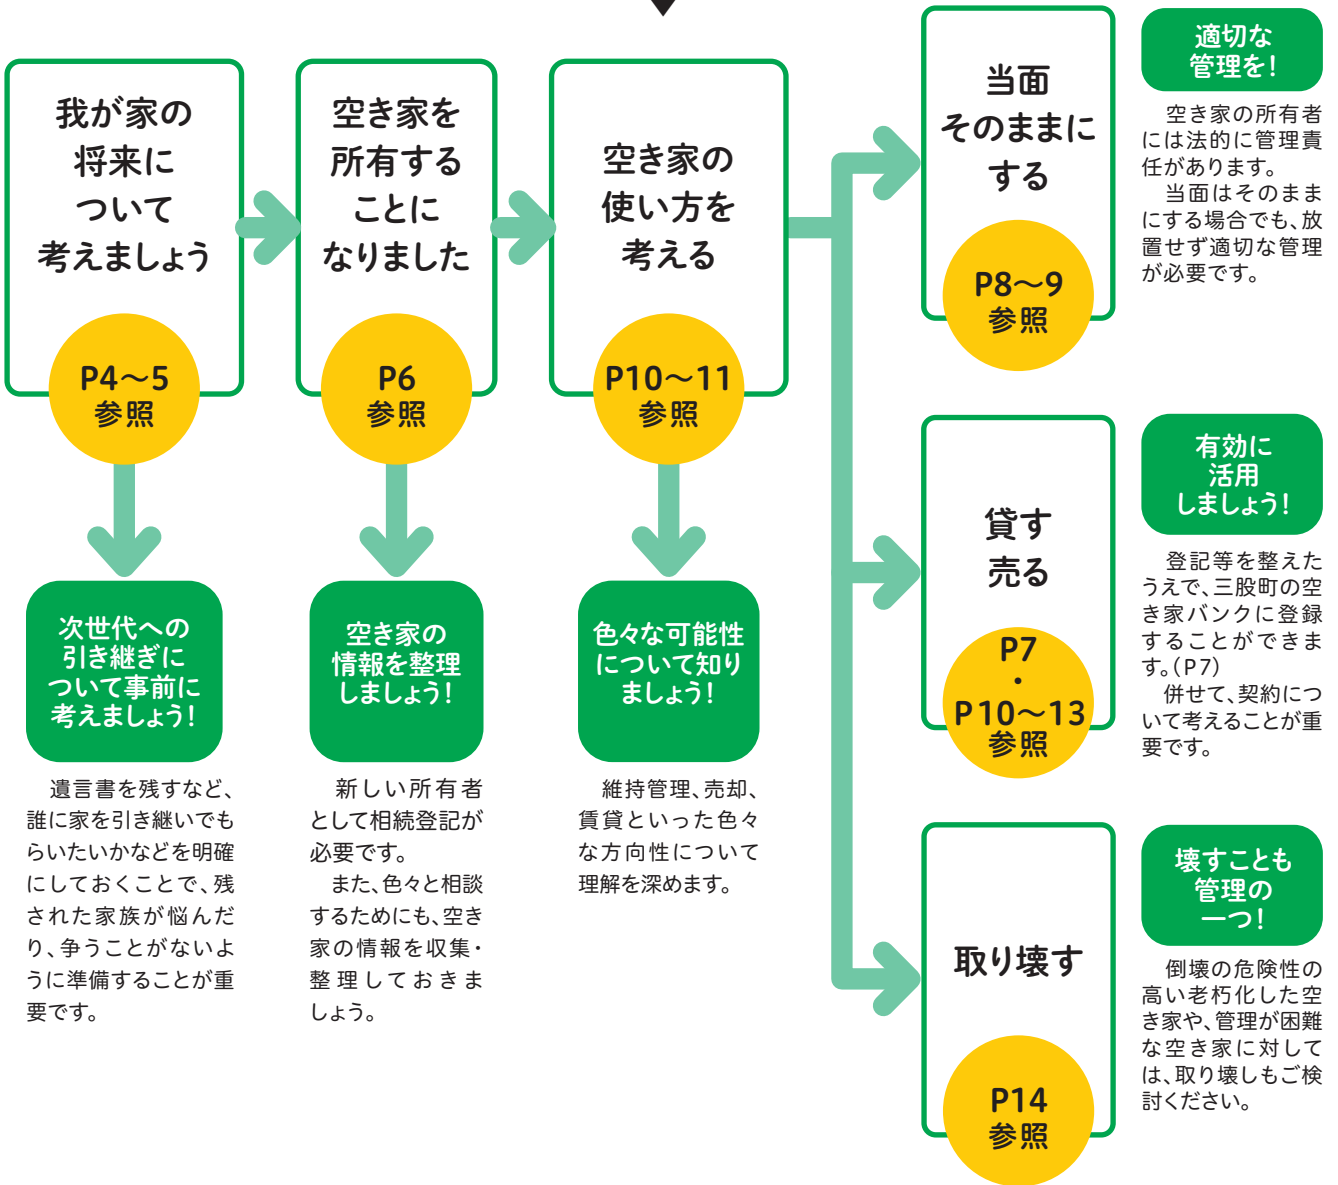 我が家の
将来に
ついて
考えましょう
P4〜5
参照
次世代への
引き継ぎに
ついて事前に
考えましょう！
遺言書を残すなど、
誰に家を引き継いでも
らいたいかなどを明確
にしておくことで、残
された家族が悩んだ
り、争うことがないよ
うに準備することが重
要です。
空き家を
所有する
ことに
なりました
P6
参照
空き家の
情報を整理
しましょう！
新しい所有者
として相続登記が
必要です。
また、色々と相談
するためにも、空き
家の情報を収集・
整理しておきま
しょう。
空き家の
使い方を
考える
P10〜11
参照
色々な可能性
について知り
ましょう！
維持管理、売却、
賃貸といった色々
な方向性について
理解を深めます。
当面
そのままに
する
P8〜9
参照
適切な
管理を！
空き家の所有者
には法的に管理責
任があります。
当面はそのまま
にする場合でも、放
置せず適切な管理
が必要です。
貸す
売る
P7
・
P10〜13
参照
有効に
活用
しましょう！
登記等を整えた
うえで、三股町の空
き家バンクに登録
することができま
す。（P7）
併せて、契約につ
いて考えることが重
要です。
取り壊す
P14
参照
壊すことも
管理の
一つ！
倒壊の危険性の
高い老朽化した空
き家や、管理が困難
な空き家に対して
は、取り壊しもご検
討ください。